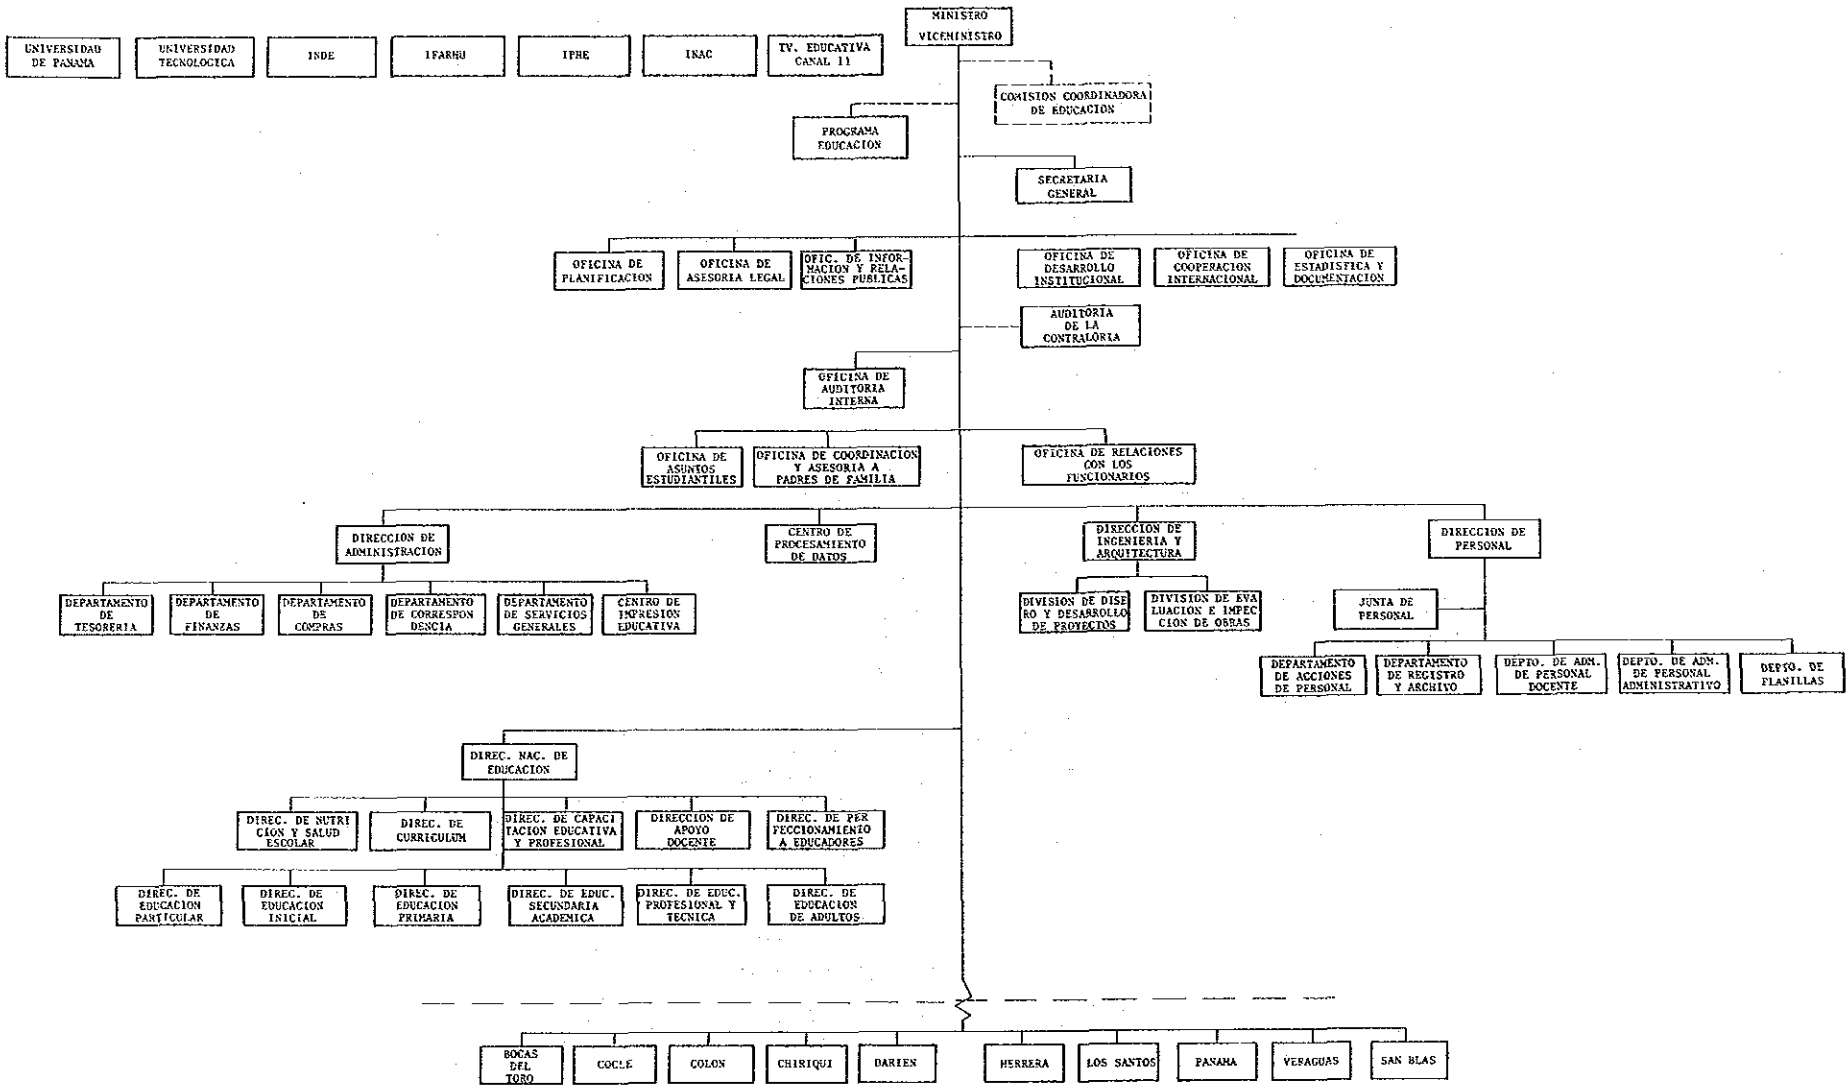 MINISTRO
VICEMINISTRO
UNIVERSIDAD
DE PANAMA
UNIVERSIDAD
TECNOLOGICA
INDE
IFARHU
IPHE
INAC
TV. EDUCATIVA
CANAL 11
COMISION COORDINADORA
DE EDUCACION
PROGRAMA
EDUCACION
SECRETARIA
GENERAL
OFICINA DE
PLANIFICACION
OFICINA DE
ASESORIA LEGAL
OFIC. DE INFOR-
MACION Y RELA-
CIONES PUBLICAS
OFICINA DE
DESARROLLO
INSTITUCIONAL
OFICINA DE
COOPERACION
INTERNACIONAL
OFICINA DE
ESTADISTICA Y
DOCUMENTACION
AUDITORIA
DE LA
CONTRALORIA
OFICINA DE
AUDITORIA
INTERNA
OFICINA DE
ASUNTOS
ESTUDIANTILES
OFICINA DE COORDINACION
Y ASESORIA A
PADRES DE FAMILIA
OFICINA DE RELACIONES
CON LOS
FUNCIONARIOS
DIRECCION DE
ADMINISTRACION
CENTRO DE
PROCESAMIENTO
DE DATOS
DIRECCION DE
INGENIERIA Y
ARQUITECTURA
DIRECCION DE
PERSONAL
DEPARTAMENTO
DE
TESORERIA
DEPARTAMENTO
DE
FINANZAS
DEPARTAMENTO
DE
COMPRAS
DEPARTAMENTO
DE CORRESPON
DENCIA
DEPARTAMENTO
DE SERVICIOS
GENERALES
CENTRO DE
IMPRESION
EDUCATIVA
DIVISION DE DISE
ÑO Y DESARROLLO
DE PROYECTOS
DIVISION DE EVA
LUACION E IMPEC
CION DE OBRAS
JUNTA DE
PERSONAL
DEPARTAMENTO
DE ACCIONES
DE PERSONAL
DEPARTAMENTO
DE REGISTRO
Y ARCHIVO
DEPTO. DE ADM.
DE PERSONAL
DOCENTE
DEPTO. DE ADM.
DE PERSONAL
ADMINISTRATIVO
DEPTO. DE
PLANILLAS
DIREC. NAC. DE
EDUCACION
DIREC. DE NUTRI
CION Y SALUD
ESCOLAR
DIREC. DE
CURRICULUM
DIREC. DE CAPACI
TACION EDUCATIVA
Y PROFESIONAL
DIRECCION DE
APOYO
DOCENTE
DIREC. DE PER
FECCIONAMIENTO
A EDUCADORES
DIREC. DE
EDUCACION
PARTICULAR
DIREC. DE
EDUCACION
INICIAL
DIREC. DE
EDUCACION
PRIMARIA
DIREC. DE EDUC.
SECUNDARIA
ACADEMICA
DIREC. DE EDUC.
PROFESIONAL Y
TECNICA
DIREC. DE
EDUCACION
DE ADULTOS
BOCAS
DEL
TORO
COCLE
COLON
CHIRIQUI
DARIEN
HERRERA
LOS SANTOS
PANAMA
VERAGUAS
SAN BLAS